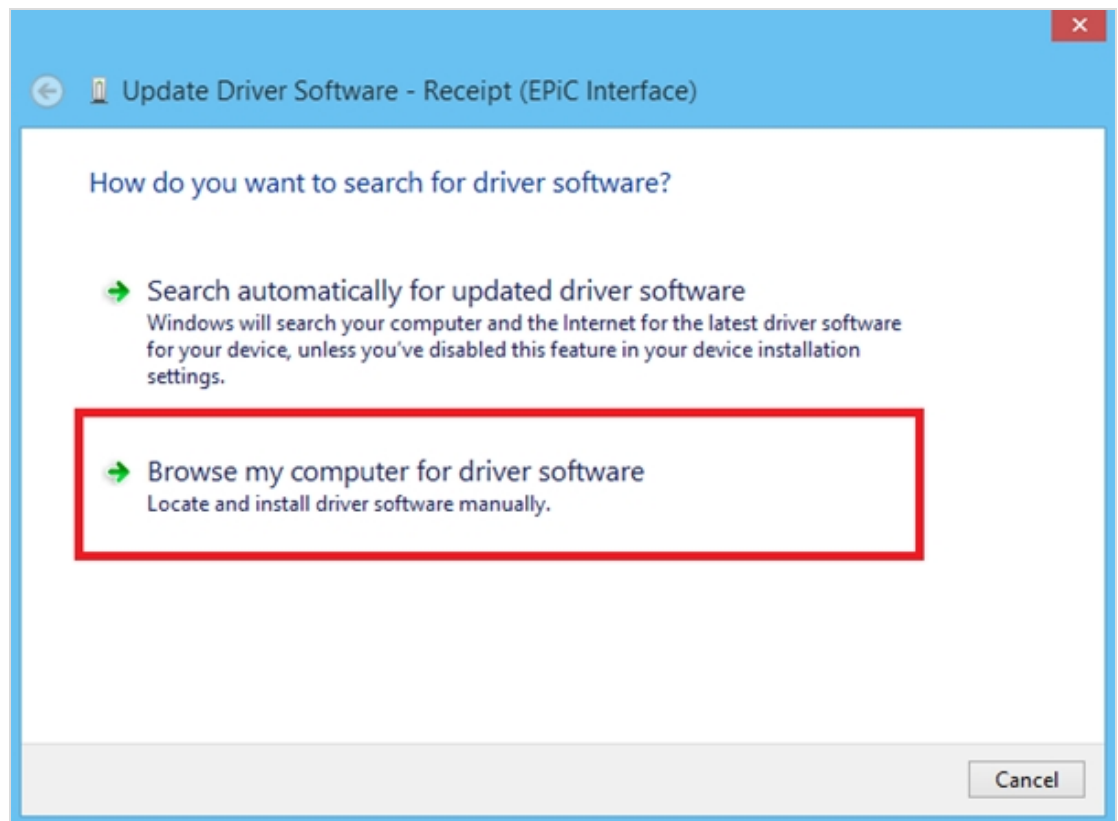 Update Driver Software - Receipt (EPiC Interface)
How do you want to search for driver software?
Search automatically for updated driver software
Windows will search your computer and the Internet for the latest driver software
for your device, unless you've disabled this feature in your device installation
settings.
Browse my computer for driver software
Locate and install driver software manually.
Cancel